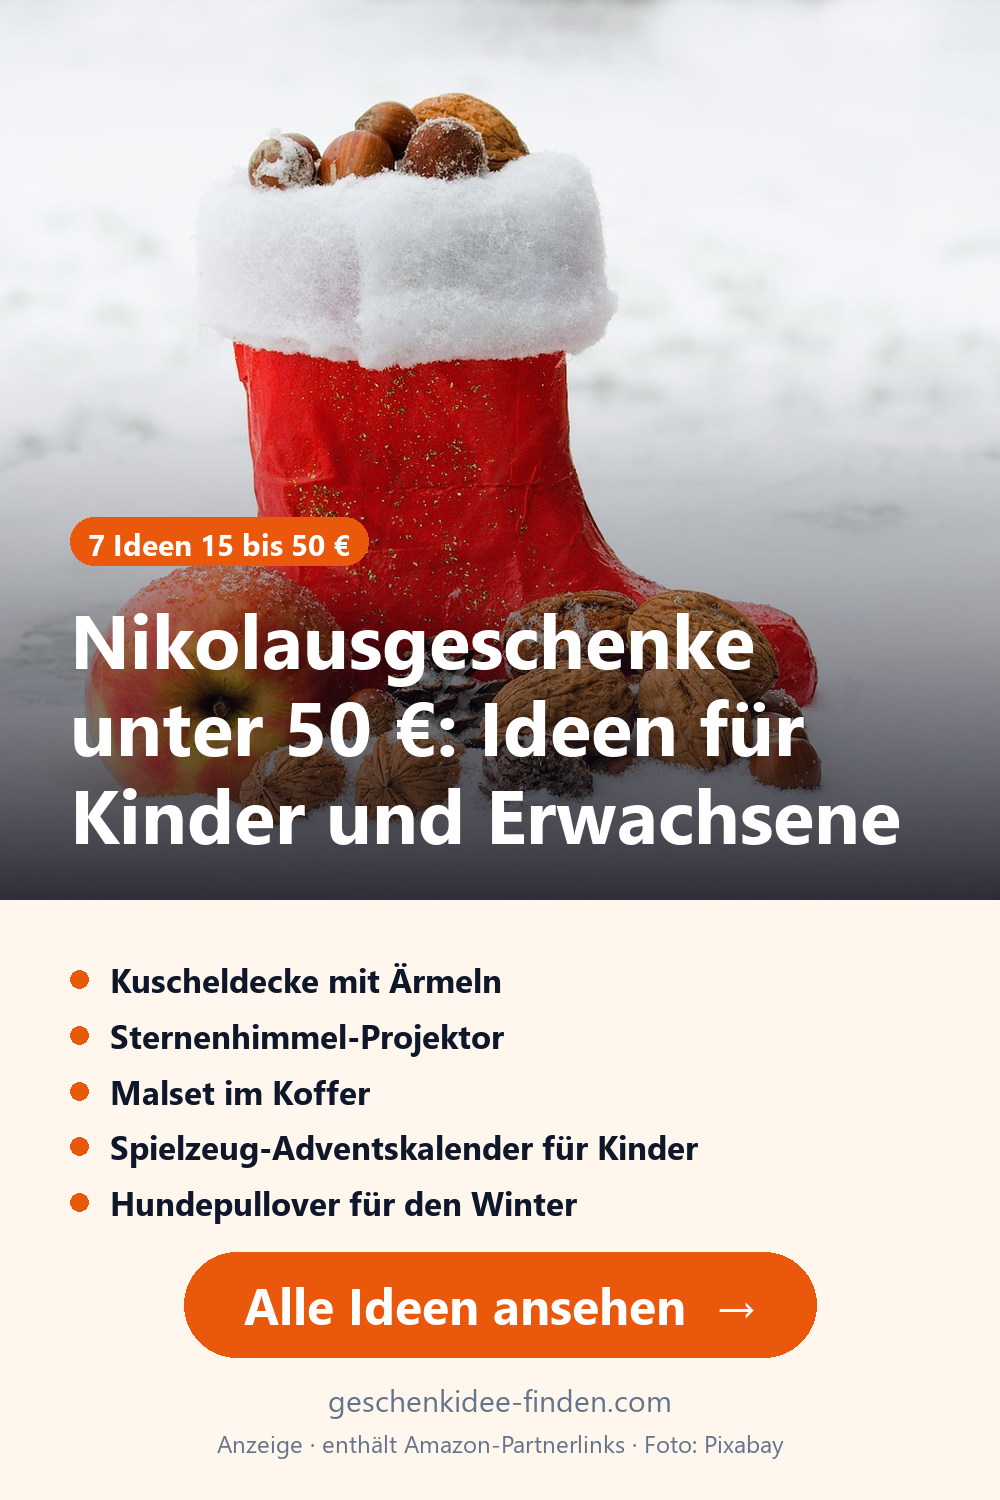 7 Ideen 15 bis 50 €
Nikolausgeschenke
unter 50 €: Ideen für
Kinder und Erwachsene
Kuscheldecke mit Ärmeln
Sternenhimmel-Projektor
Malset im Koffer
Spielzeug-Adventskalender für Kinder
Hundepullover für den Winter
Alle Ideen ansehen →
geschenkidee-finden.com
Anzeige · enthält Amazon-Partnerlinks · Foto: Pixabay